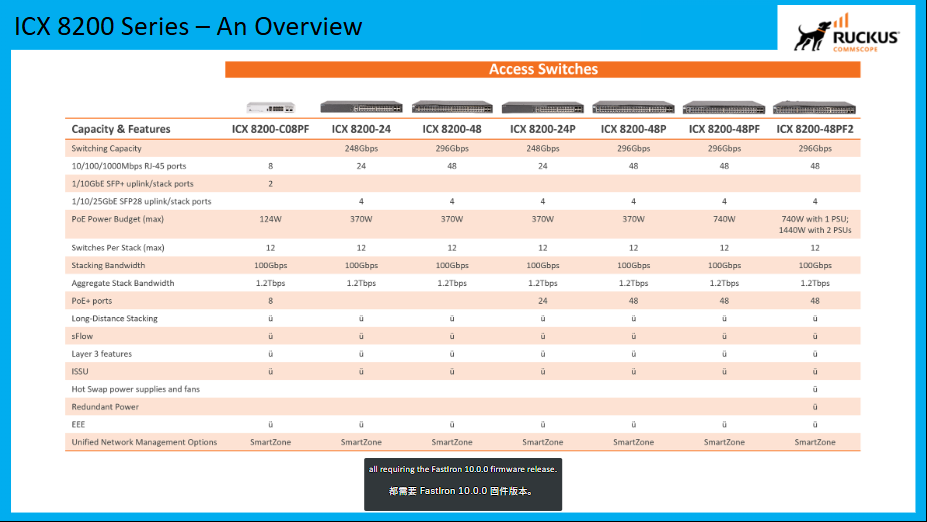 ICX 8200 Series – An Overview
RUCKUS
COMMSCOPE
Access Switches
Capacity & Features ICX 8200-C08PF ICX 8200-24 ICX 8200-48 ICX 8200-24P ICX 8200-48P ICX 8200-48PF ICX 8200-48PF2
Switching Capacity 248Gbps 296Gbps 248Gbps 296Gbps 296Gbps 296Gbps
10/100/1000Mbps RJ-45 ports 8 24 48 24 48 48 48
1/10GbE SFP+ uplink/stack ports 2
1/10/25GbE SFP28 uplink/stack ports 4 4 4 4 4 4
PoE Power Budget (max) 124W 370W 370W 370W 370W 740W 740W with 1 PSU;
1440W with 2 PSUs
Switches Per Stack (max) 12 12 12 12 12 12 12
Stacking Bandwidth 100Gbps 100Gbps 100Gbps 100Gbps 100Gbps 100Gbps 100Gbps
Aggregate Stack Bandwidth 1.2Tbps 1.2Tbps 1.2Tbps 1.2Tbps 1.2Tbps 1.2Tbps 1.2Tbps
PoE+ ports 8 24 48 48 48
Long-Distance Stacking ü ü ü ü ü ü ü
sFlow ü ü ü ü ü ü ü
Layer 3 features ü ü ü ü ü ü ü
ISSU ü ü ü ü ü ü ü
Hot Swap power supplies and fans ü
Redundant Power ü
EEE ü ü ü ü ü ü ü
Unified Network Management Options SmartZone SmartZone SmartZone SmartZone SmartZone SmartZone SmartZone
all requiring the FastIron 10.0.0 firmware release.
都需要 FastIron 10.0.0 固件版本。